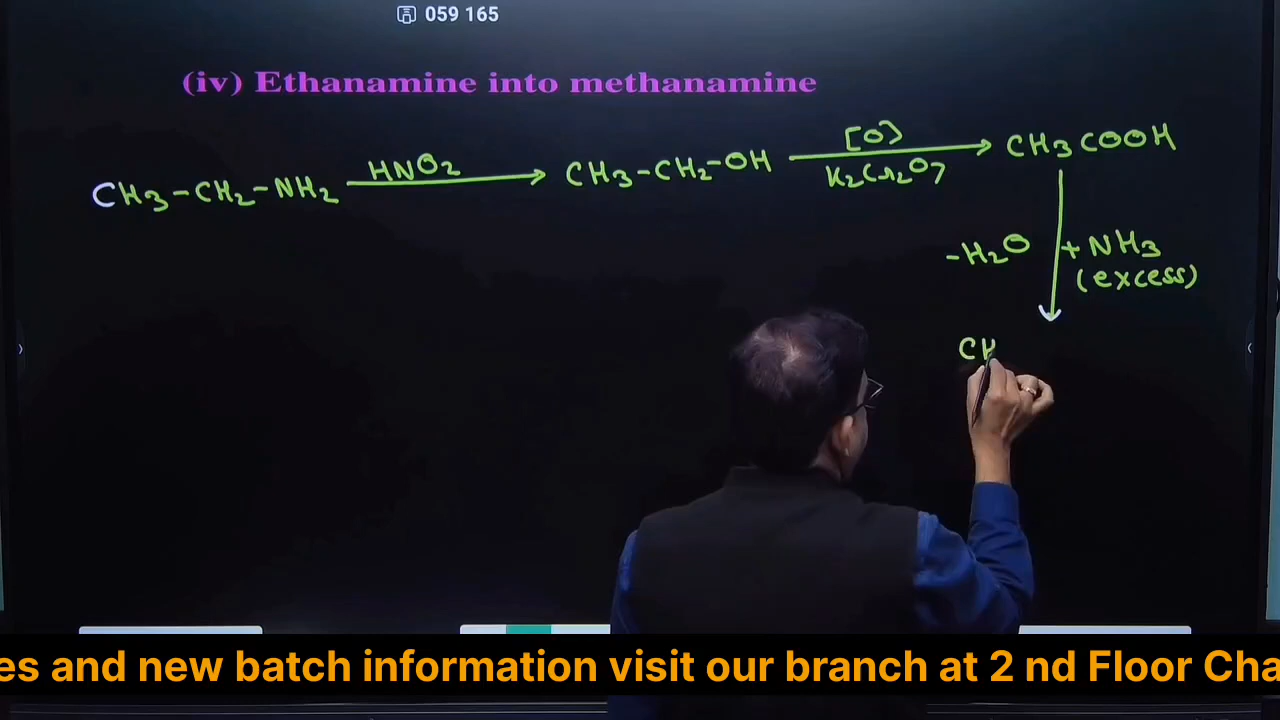 059 165
(iv) Ethanamine into methanamine
CH3-CH2-NH2 HNO2 CH3-CH2-OH [O] K2Cr2O7 CH3COOH
-H2O +NH3
(excess)
CH
es and new batch information visit our branch at 2 nd Floor Cha